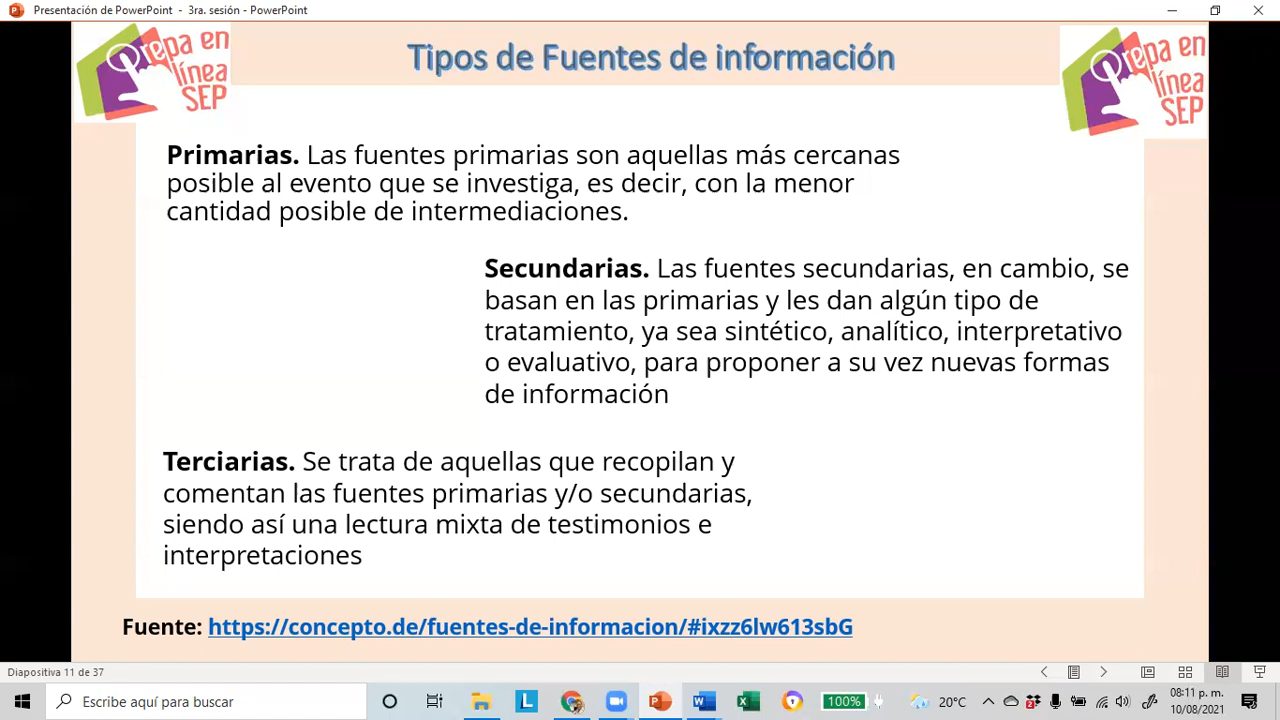 Presentación de PowerPoint - 3ra. sesión - PowerPoint
Prepa en
línea
SEP
Tipos de Fuentes de información
Prepa en
línea
SEP
Primarias. Las fuentes primarias son aquellas más cercanas
posible al evento que se investiga, es decir, con la menor
cantidad posible de intermediaciones.
Secundarias. Las fuentes secundarias, en cambio, se
basan en las primarias y les dan algún tipo de
tratamiento, ya sea sintético, analítico, interpretativo
o evaluativo, para proponer a su vez nuevas formas
de información
Terciarias. Se trata de aquellas que recopilan y
comentan las fuentes primarias y/o secundarias,
siendo así una lectura mixta de testimonios e
interpretaciones
Fuente: https://concepto.de/fuentes-de-informacion/#ixzz6lw613sbG
Diapositiva 11 de 37
Escribe aquí para buscar
100%
20°C
08:11 p. m.
10/08/2021